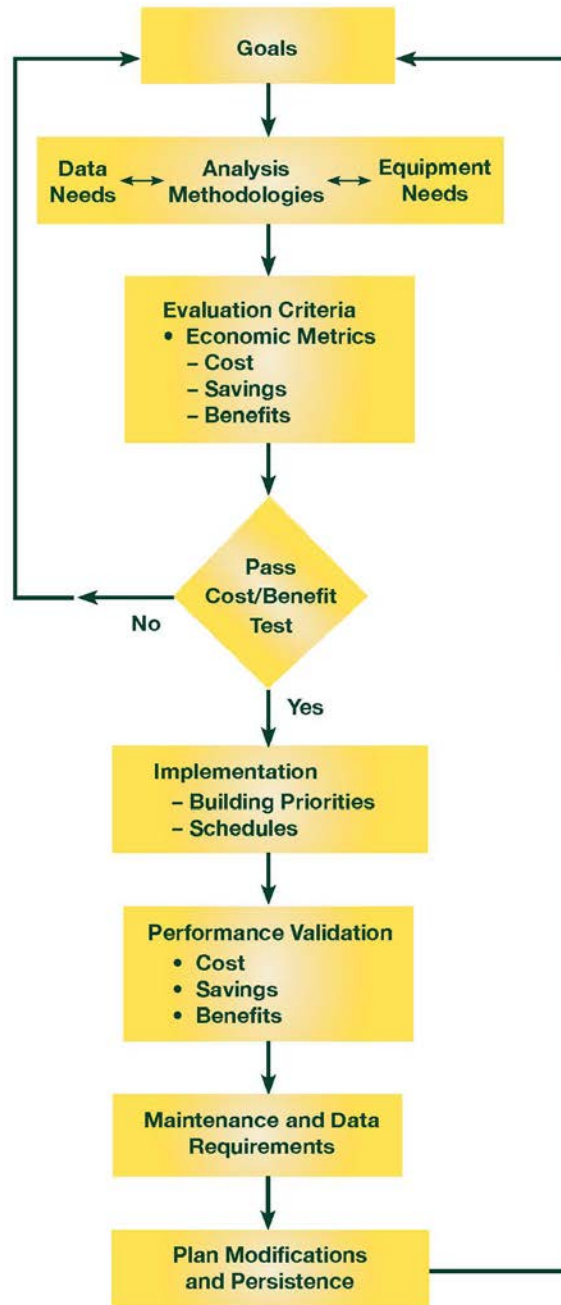 Goals
Data Needs
Analysis Methodologies
Equipment Needs
Evaluation Criteria
• Economic Metrics
– Cost
– Savings
– Benefits
Pass
Cost/Benefit
Test
No
Yes
Implementation
– Building Priorities
– Schedules
Performance Validation
• Cost
• Savings
• Benefits
Maintenance and Data
Requirements
Plan Modifications
and Persistence